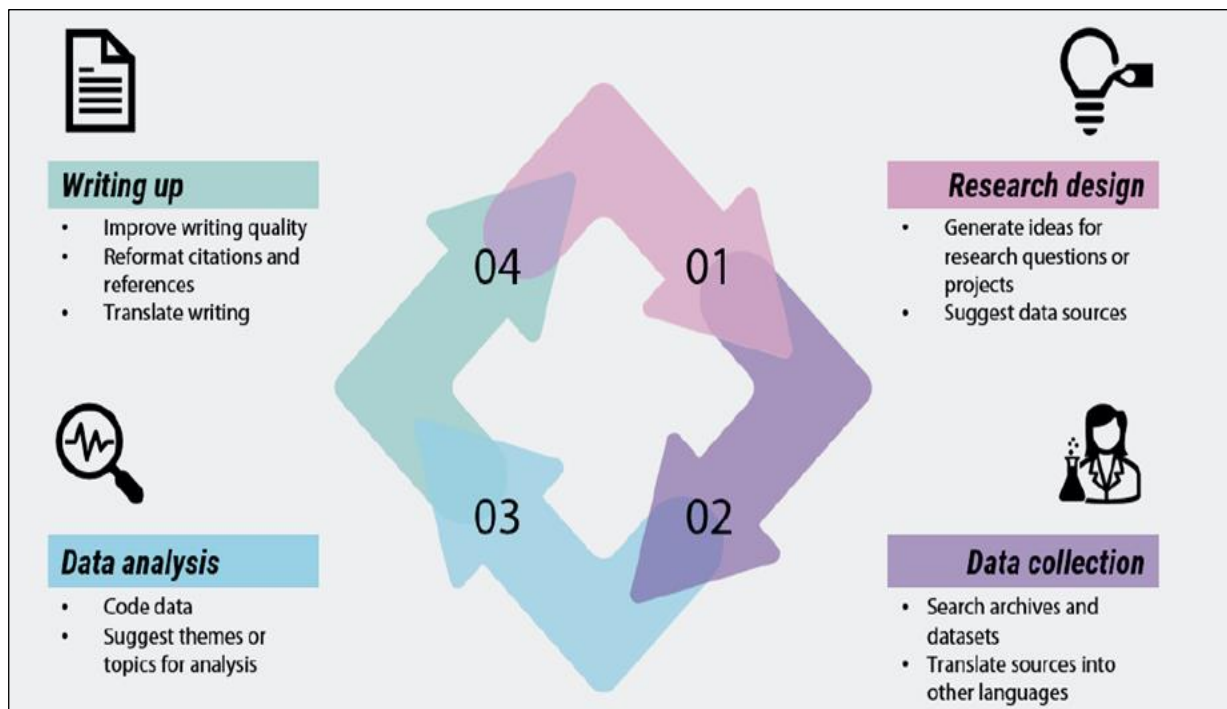 Writing up
• Improve writing quality
• Reformat citations and
references
• Translate writing
04
01
Research design
• Generate ideas for
research questions or
projects
• Suggest data sources
Data analysis
• Code data
• Suggest themes or
topics for analysis
03
02
Data collection
• Search archives and
datasets
• Translate sources into
other languages